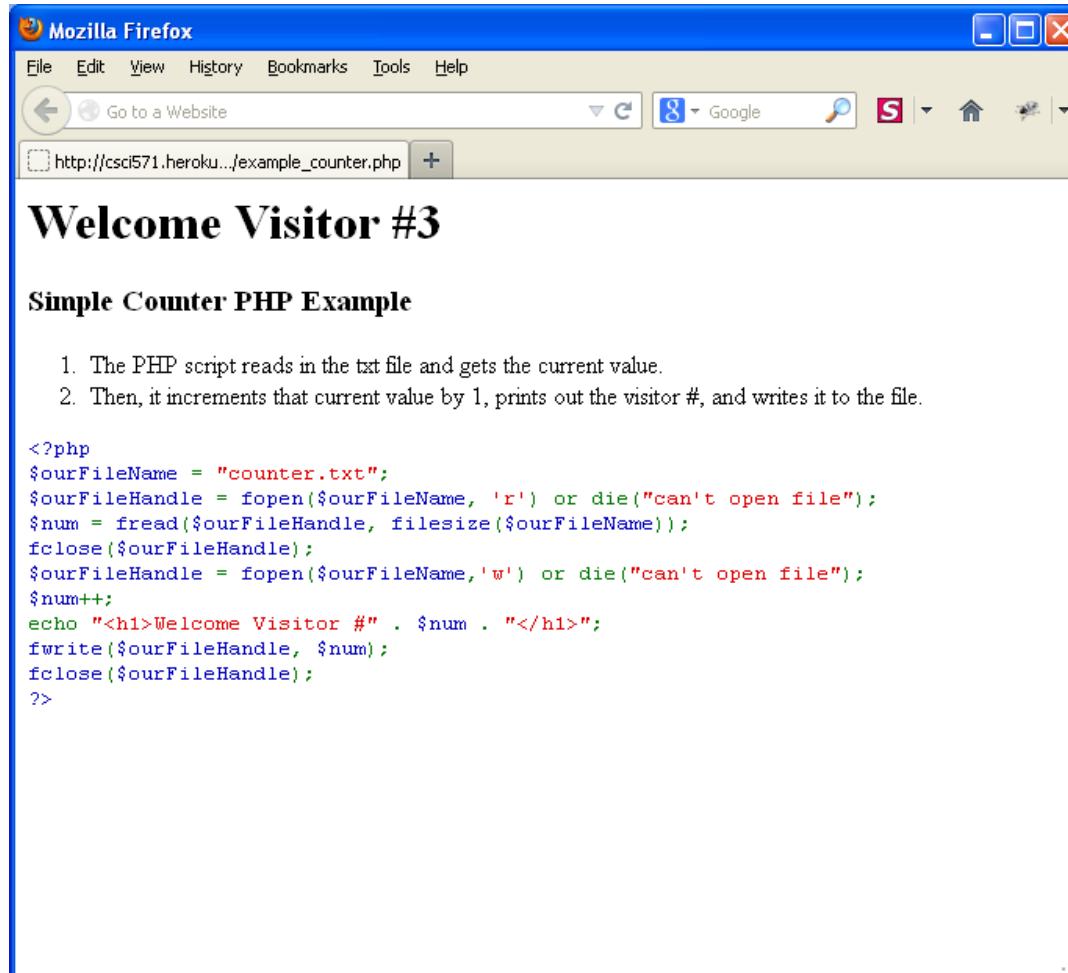 Mozilla Firefox
File Edit View History Bookmarks Tools Help
Go to a Website Google S
http://csci571.heroku.../example_counter.php +
Welcome Visitor #3
Simple Counter PHP Example
1. The PHP script reads in the txt file and gets the current value.
2. Then, it increments that current value by 1, prints out the visitor #, and writes it to the file.
<?php
$ourFileName = "counter.txt";
$ourFileHandle = fopen($ourFileName, 'r') or die("can't open file");
$num = fread($ourFileHandle, filesize($ourFileName));
fclose($ourFileHandle);
$ourFileHandle = fopen($ourFileName,'w') or die("can't open file");
$num++;
echo "<h1>Welcome Visitor #" . $num . "</h1>";
fwrite($ourFileHandle, $num);
fclose($ourFileHandle);
?>